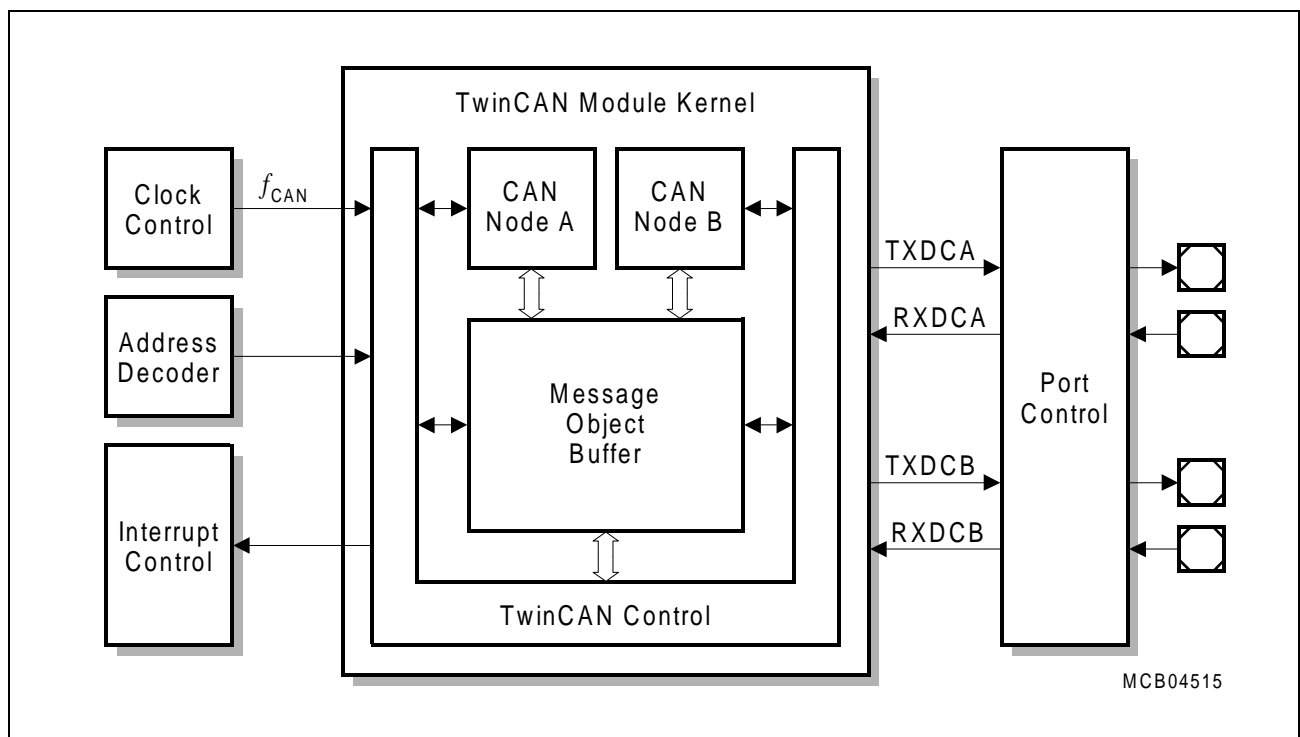 TwinCAN Module Kernel
Clock
Control
fCAN
CAN
Node A
CAN
Node B
TXDCA
RXDCA
Address
Decoder
Message
Object
Buffer
Port
Control
TXDCB
RXDCB
Interrupt
Control
TwinCAN Control
MCB04515